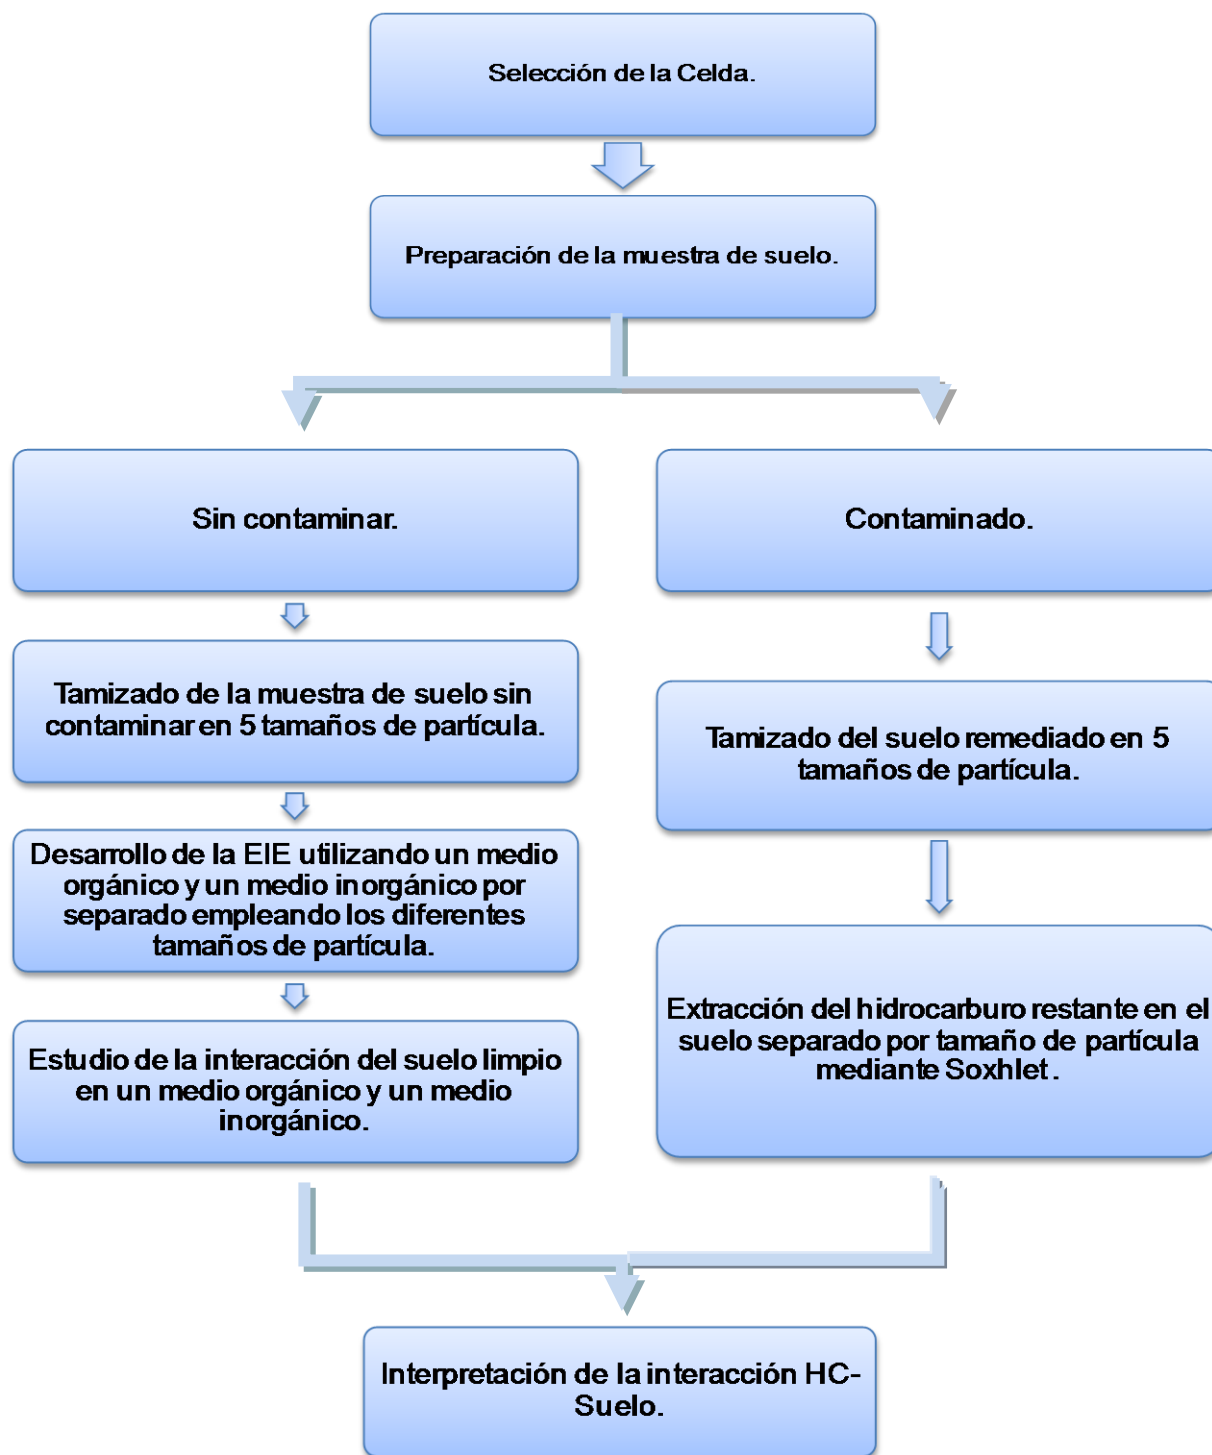 Selección de la Celda.
Preparación de la muestra de suelo.
Sin contaminar.
Contaminado.
Tamizado de la muestra de suelo sin
contaminar en 5 tamaños de partícula.
Tamizado del suelo remediado en 5
tamaños de partícula.
Desarrollo de la EIE utilizando un medio
orgánico y un medio inorgánico por
separado empleando los diferentes
tamaños de partícula.
Extracción del hidrocarburo restante en el
suelo separado por tamaño de partícula
mediante Soxhlet .
Estudio de la interacción del suelo limpio
en un medio orgánico y un medio
inorgánico.
Interpretación de la interacción HC-
Suelo.